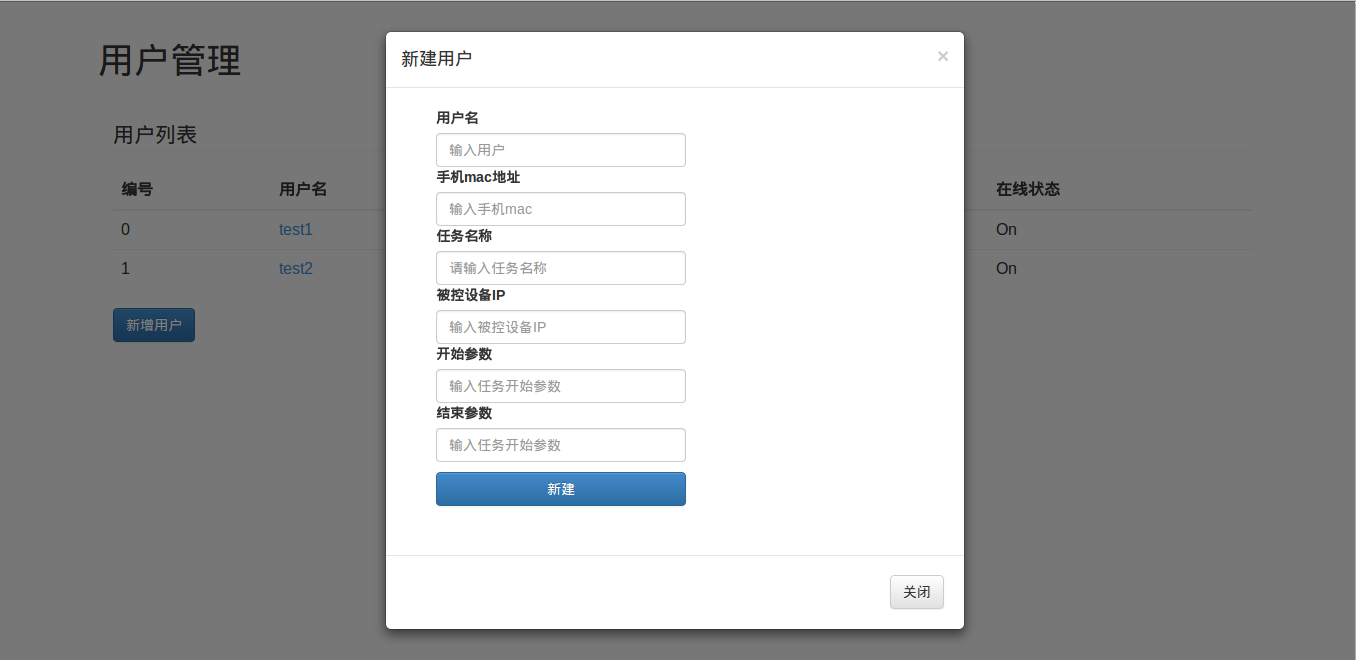 用户管理
用户列表
编号 用户名 在线状态
0 test1 On
1 test2 On
新增用户
新建用户 ×
用户名
输入用户
手机mac地址
输入手机mac
任务名称
请输入任务名称
被控设备IP
输入被控设备IP
开始参数
输入任务开始参数
结束参数
输入任务开始参数
新建
关闭